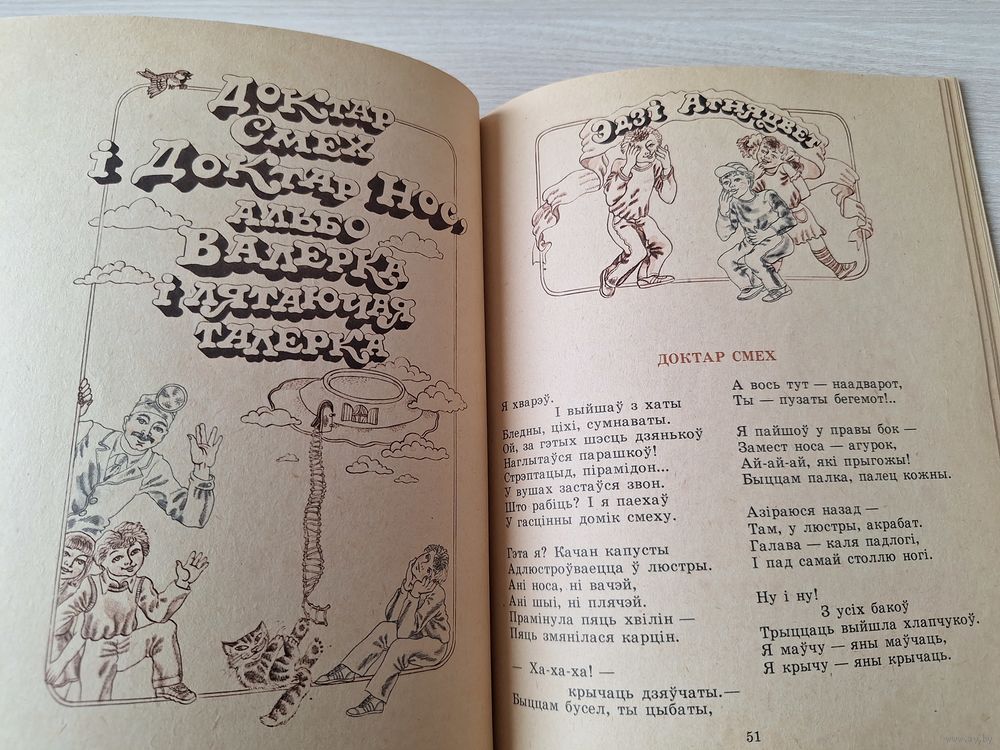 Доктар
Смех
і Доктар Нос,
альбо
Валерка
і лятаючая
талерка
Эдзі Агняцвет
ДОКТАР СМЕХ
Я хварэў.
І выйшаў з хаты
Бледны, ціхі, сумнаваты.
Ой, за гэтых шэсць дзянькоў
Наглытаўся парашкоў!
Стрэптацыд, пірамідон...
У вушах застаўся звон.
Што рабіць? І я паехаў
У гасцінны домік смеху.
Гэта я? Качан капусты
Адлюстроўваецца ў люстры.
Ані носа, ні вачэй,
Ані шыі, ні плячэй.
Прамінула пяць хвілін —
Пяць змянілася карцін.
— Ха-ха-ха! —
крычаць дзяўчаты.—
Быццам бусел, ты цыбаты,
А вось тут — наадварот,
Ты — пузаты бегемот!..
Я пайшоў у правы бок —
Замест носа — агурок,
Ай-ай-ай, які прыгожы!
Быццам палка, палец кожны.
Азіраюся назад —
Там, у люстры, акрабат.
Галава — каля падлогі,
І пад самай столлю ногі.
Ну і ну!
З усіх бакоў
Трыццаць выйшла хлапчукоў.
Я маўчу — яны маўчаць,
Я крычу — яны крычаць.
51
www.ay.by